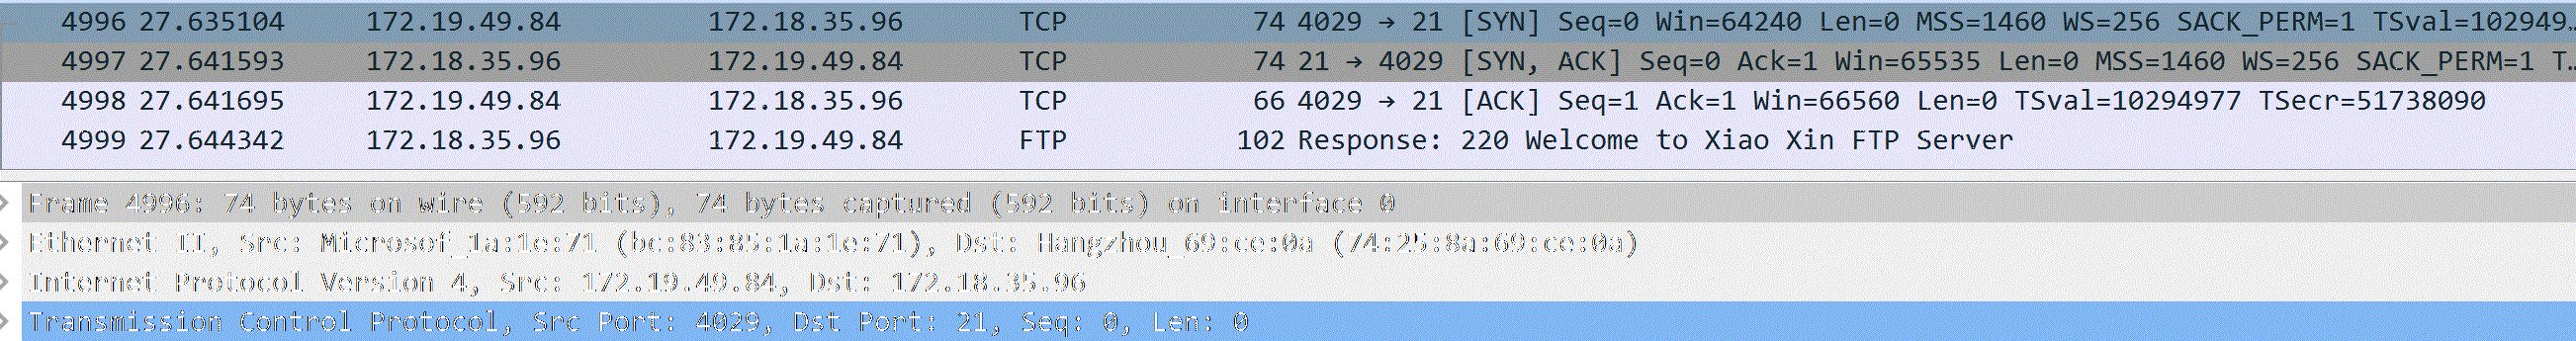 4996 27.635104 172.19.49.84 172.18.35.96 TCP 74 4029 → 21 [SYN] Seq=0 Win=64240 Len=0 MSS=1460 WS=256 SACK_PERM=1 TSval=102949…
4997 27.641593 172.18.35.96 172.19.49.84 TCP 74 21 → 4029 [SYN, ACK] Seq=0 Ack=1 Win=65535 Len=0 MSS=1460 WS=256 SACK_PERM=1 T…
4998 27.641695 172.19.49.84 172.18.35.96 TCP 66 4029 → 21 [ACK] Seq=1 Ack=1 Win=66560 Len=0 TSval=10294977 TSecr=51738090
4999 27.644342 172.18.35.96 172.19.49.84 FTP 102 Response: 220 Welcome to Xiao Xin FTP Server
Frame 4996: 74 bytes on wire (592 bits), 74 bytes captured (592 bits) on interface 0
Ethernet II, Src: Microsof_1a:1e:71 (bc:83:85:1a:1e:71), Dst: Hangzhou_69:ce:0a (74:25:8a:69:ce:0a)
Internet Protocol Version 4, Src: 172.19.49.84, Dst: 172.18.35.96
Transmission Control Protocol, Src Port: 4029, Dst Port: 21, Seq: 0, Len: 0